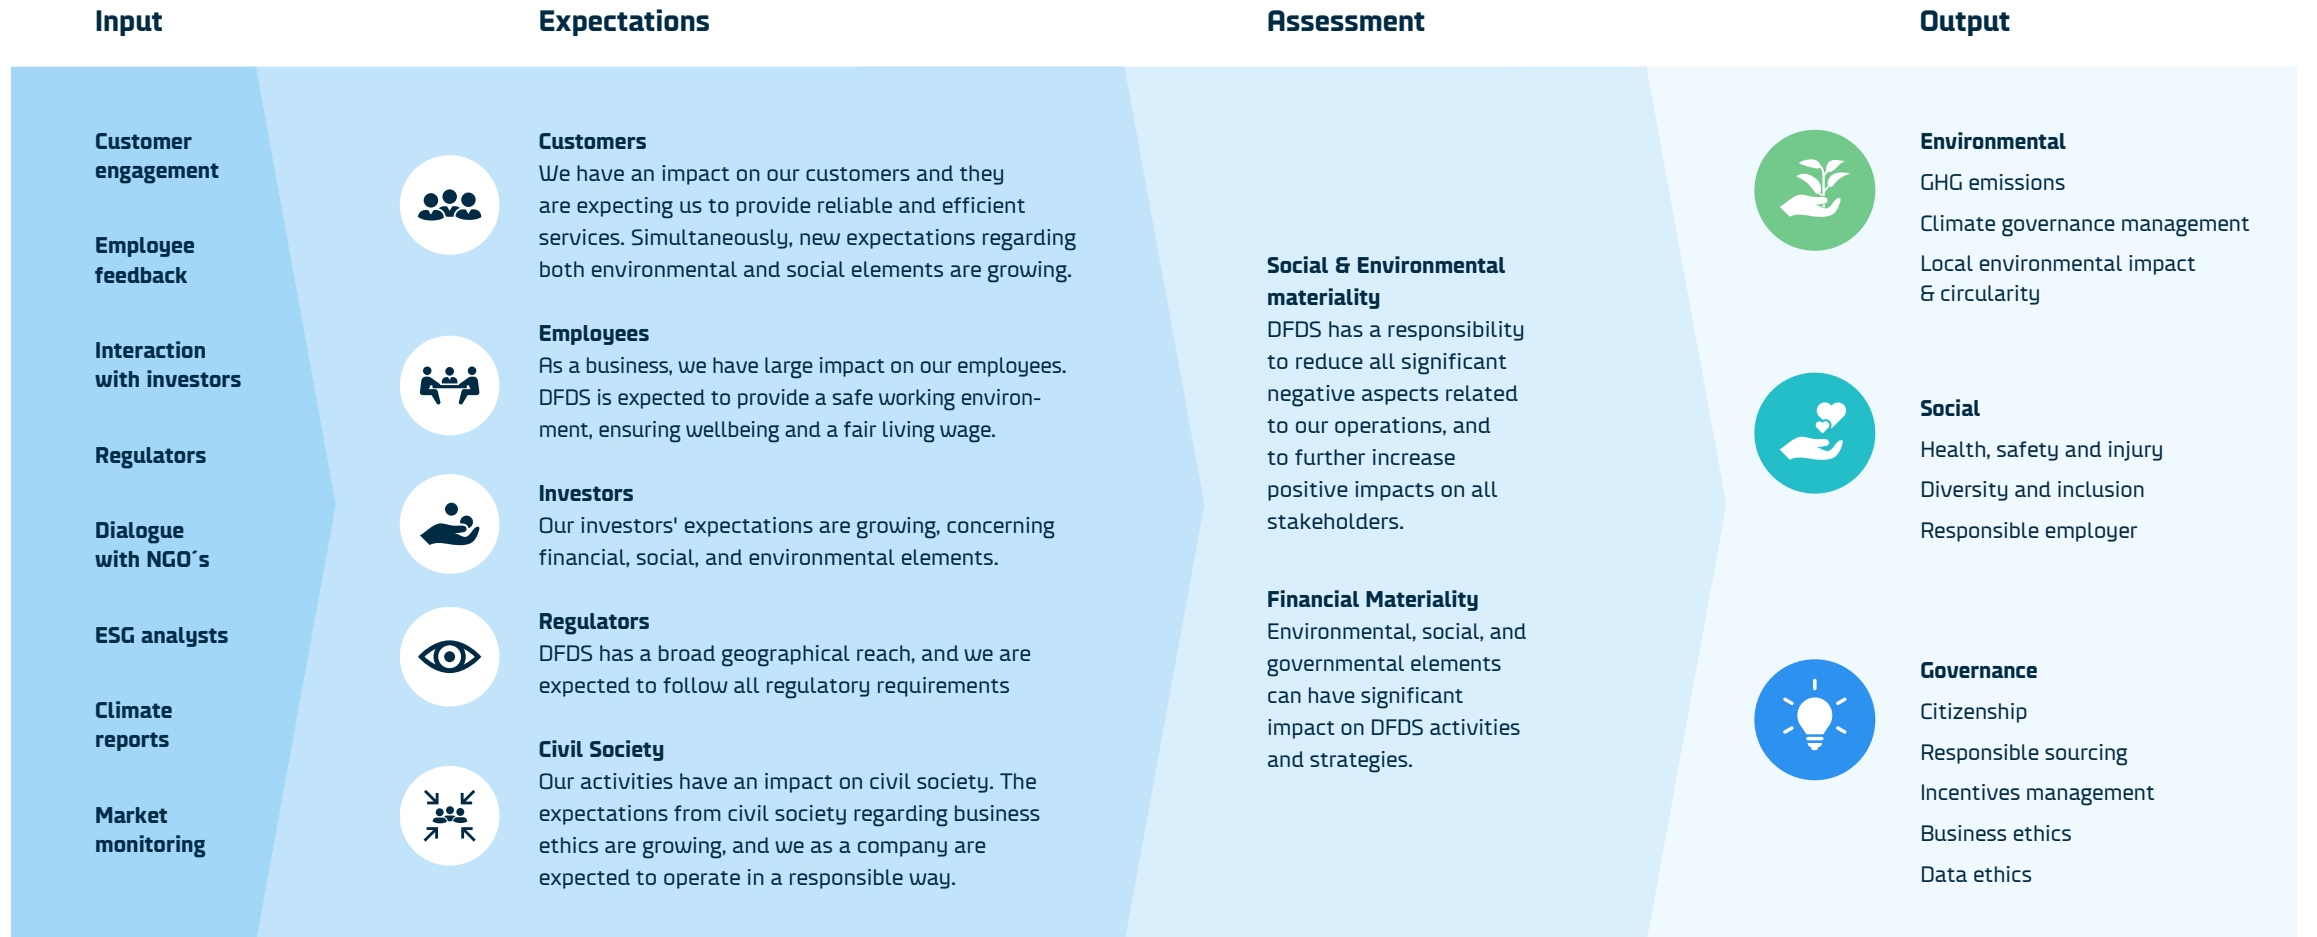 Input
Expectations
Assessment
Output
Customer
engagement
Employee
feedback
Interaction
with investors
Regulators
Dialogue
with NGO´s
ESG analysts
Climate
reports
Market
monitoring
Customers
We have an impact on our customers and they
are expecting us to provide reliable and efficient
services. Simultaneously, new expectations regarding
both environmental and social elements are growing.
Employees
As a business, we have large impact on our employees.
DFDS is expected to provide a safe working environ-
ment, ensuring wellbeing and a fair living wage.
Investors
Our investors' expectations are growing, concerning
financial, social, and environmental elements.
Regulators
DFDS has a broad geographical reach, and we are
expected to follow all regulatory requirements
Civil Society
Our activities have an impact on civil society. The
expectations from civil society regarding business
ethics are growing, and we as a company are
expected to operate in a responsible way.
Social & Environmental
materiality
DFDS has a responsibility
to reduce all significant
negative aspects related
to our operations, and
to further increase
positive impacts on all
stakeholders.
Financial Materiality
Environmental, social, and
governmental elements
can have significant
impact on DFDS activities
and strategies.
Environmental
GHG emissions
Climate governance management
Local environmental impact
& circularity
Social
Health, safety and injury
Diversity and inclusion
Responsible employer
Governance
Citizenship
Responsible sourcing
Incentives management
Business ethics
Data ethics